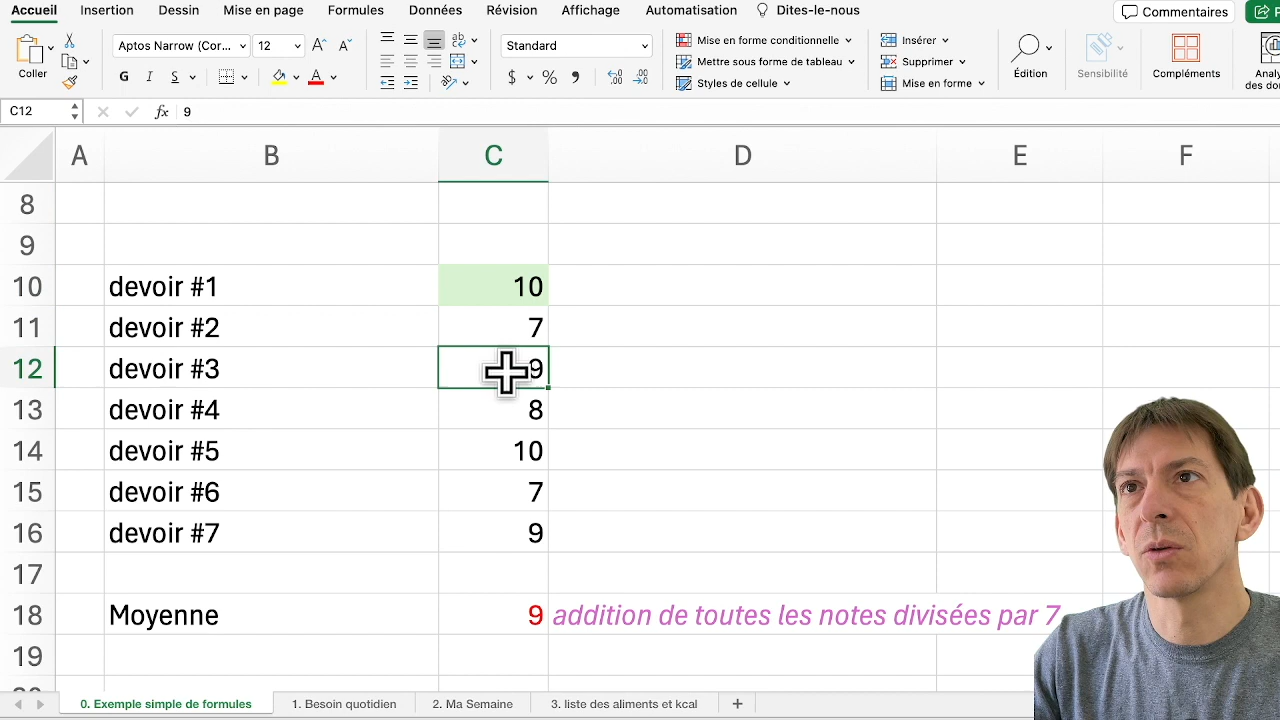 Accueil Insertion Dessin Mise en page Formules Données Révision Affichage Automatisation Dites-le-nous Commentaires
Coller
Aptos Narrow (Cor... 12
G I S
Standard
$ %
Mise en forme conditionnelle
Mettre sous forme de tableau
Styles de cellule
Insérer
Supprimer
Mise en forme
Édition
Sensibilité
Compléments
C12 fx 9
A B C D E F
8
9
10 devoir #1 10
11 devoir #2 7
12 devoir #3 9
13 devoir #4 8
14 devoir #5 10
15 devoir #6 7
16 devoir #7 9
17
18 Moyenne 9 addition de toutes les notes divisées par 7
19
0. Exemple simple de formules 1. Besoin quotidien 2. Ma Semaine 3. liste des aliments et kcal +